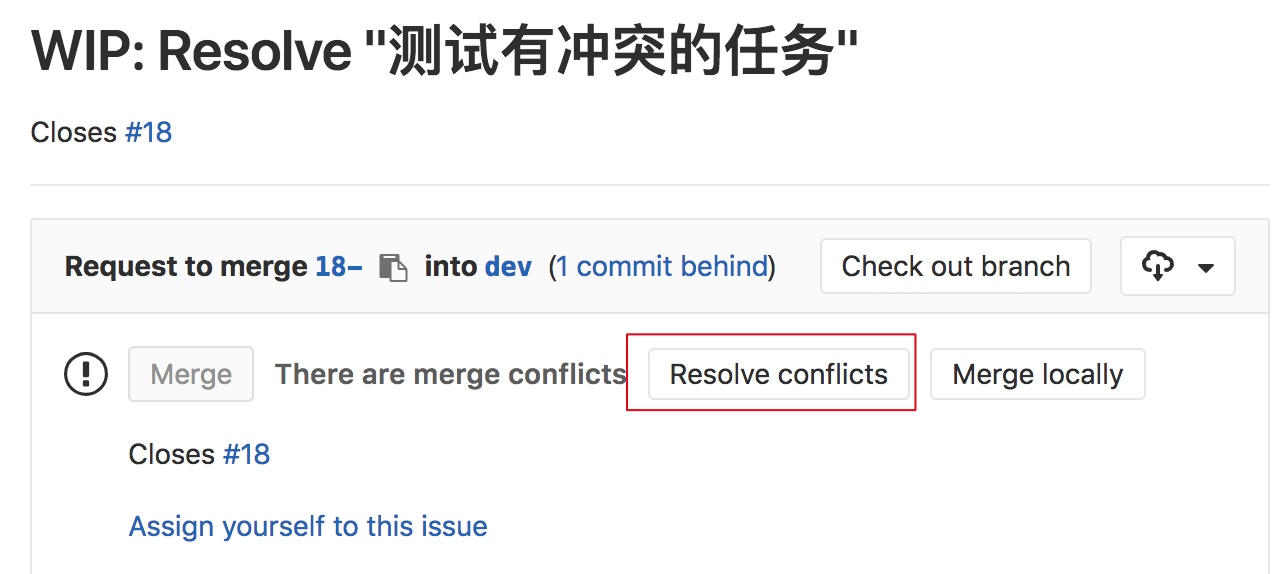 WIP: Resolve "测试有冲突的任务"
Closes #18
Request to merge 18– into dev (1 commit behind) Check out branch
Merge There are merge conflicts Resolve conflicts Merge locally
Closes #18
Assign yourself to this issue